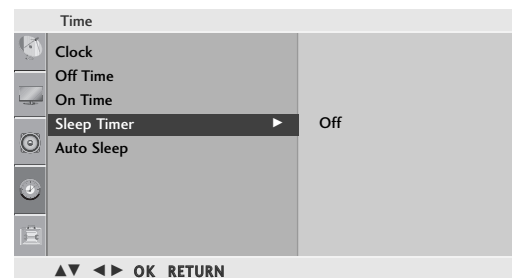 Time
Clock
Off Time
On Time
Sleep Timer ► Off
Auto Sleep
▲▼ ◄► OK RETURN